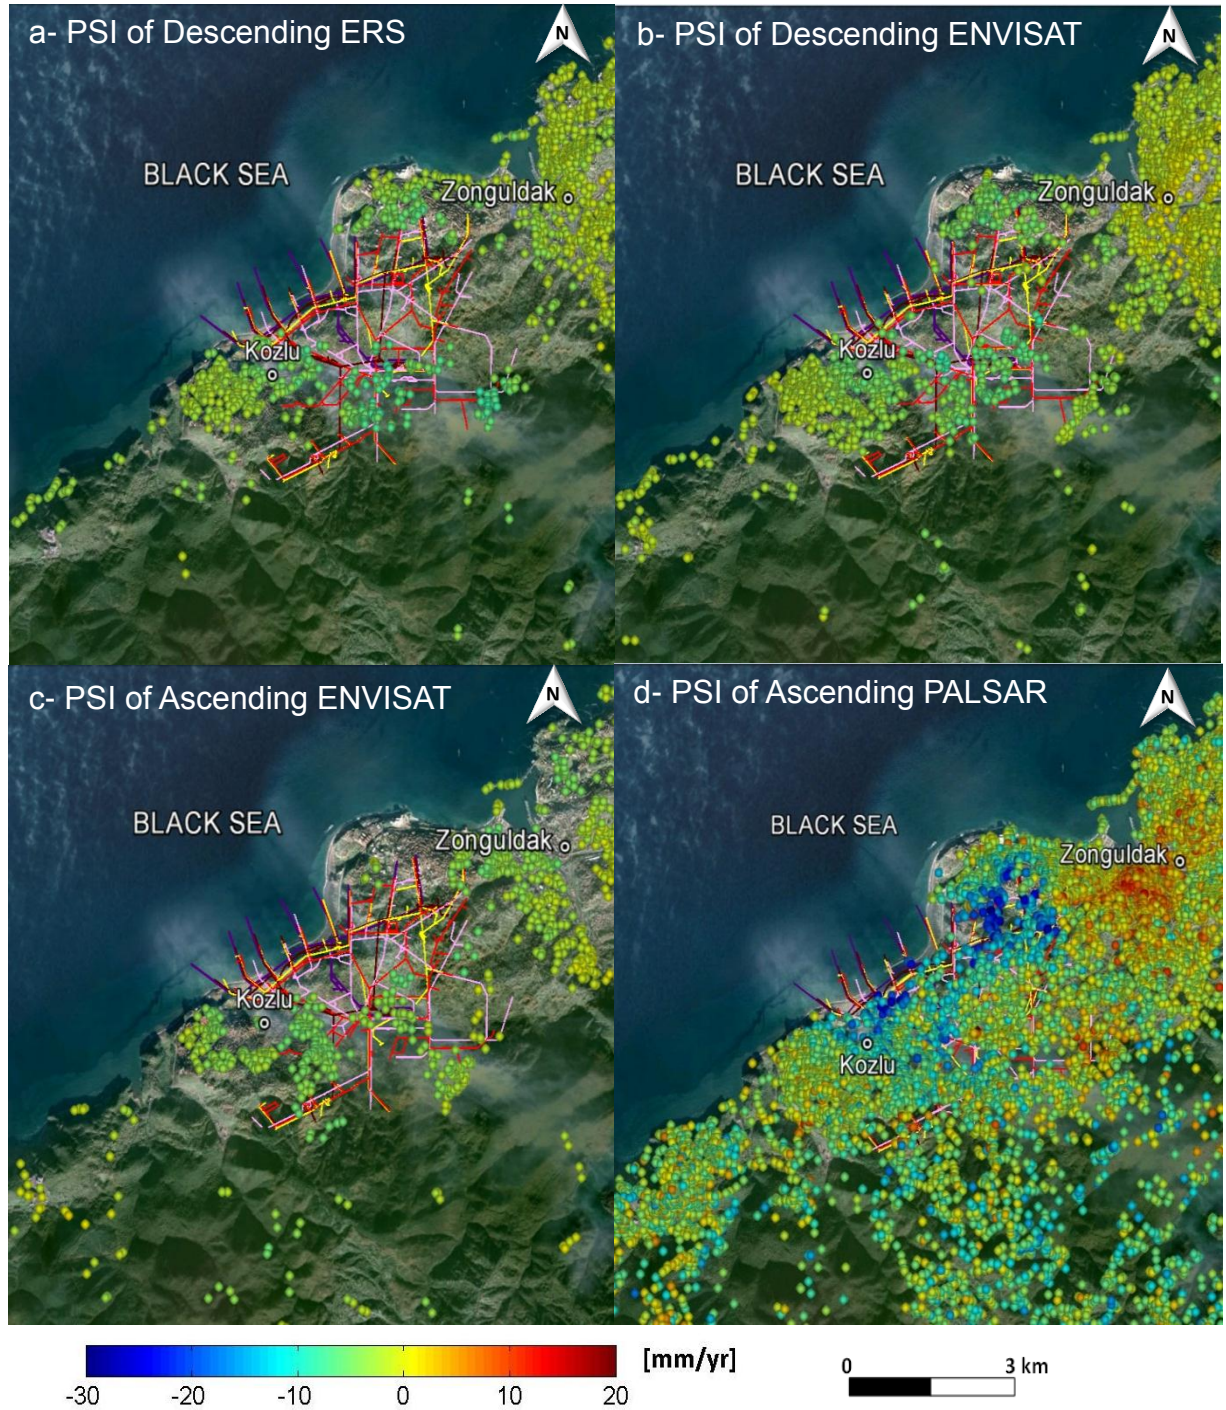 a- PSI of Descending ERS
N
b- PSI of Descending ENVISAT
N
BLACK SEA
Zonguldak
BLACK SEA
Zonguldak
Kozlu
Kozlu
c- PSI of Ascending ENVISAT
N
d- PSI of Ascending PALSAR
N
BLACK SEA
Zonguldak
BLACK SEA
Zonguldak
Kozlu
Kozlu
[mm/yr]
-30 -20 -10 0 10 20
0 3 km